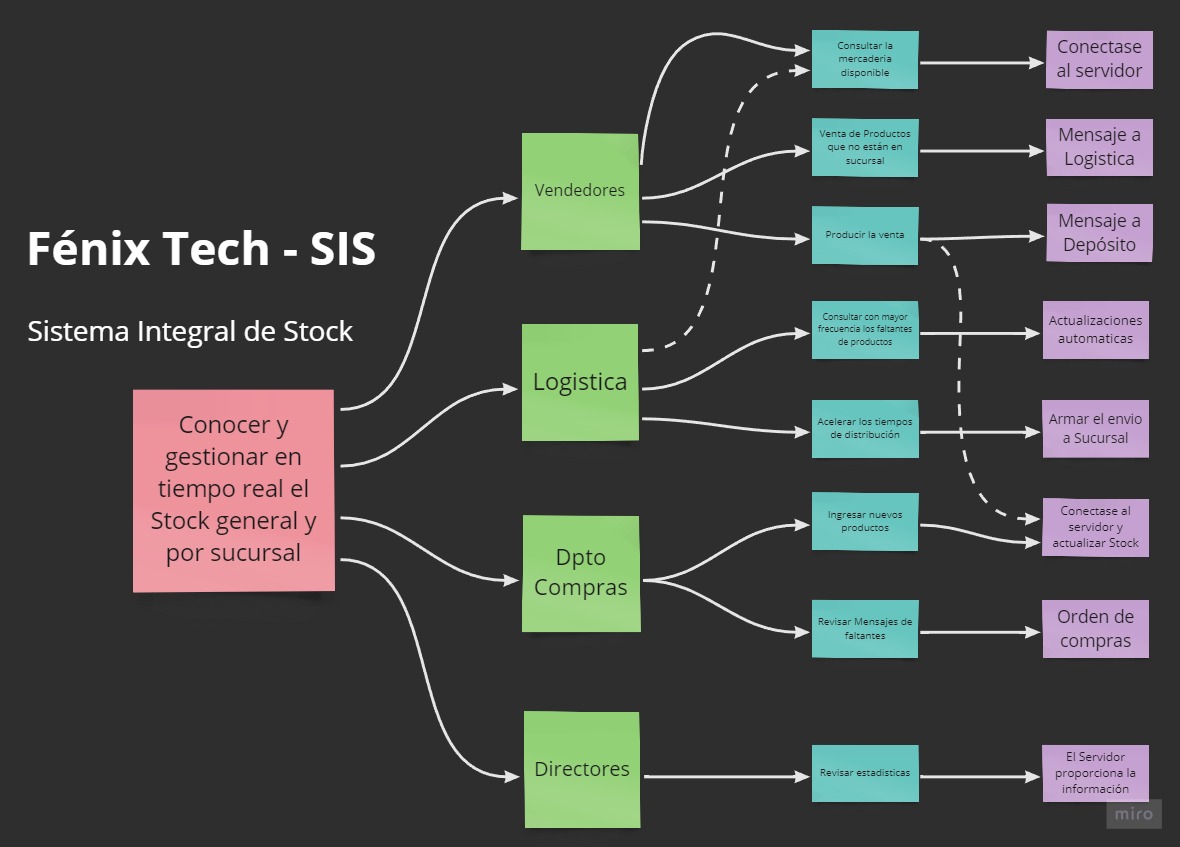 Fénix Tech - SIS
Sistema Integral de Stock
Conocer y
gestionar en
tiempo real el
Stock general y
por sucursal
Vendedores
Logistica
Dpto
Compras
Directores
Consultar la
mercaderia
disponible
Venta de Productos
que no están en
sucursal
Producir la venta
Consultar con mayor
frecuencia los faltantes
de productos
Acelerar los tiempos
de distribución
Ingresar nuevos
productos
Revisar Mensajes de
faltantes
Revisar estadisticas
Conectase
al servidor
Mensaje a
Logistica
Mensaje a
Depósito
Actualizaciones
automaticas
Armar el envio
a Sucursal
Conectase al
servidor y
actualizar Stock
Orden de
compras
El Servidor
proporciona la
información
miro